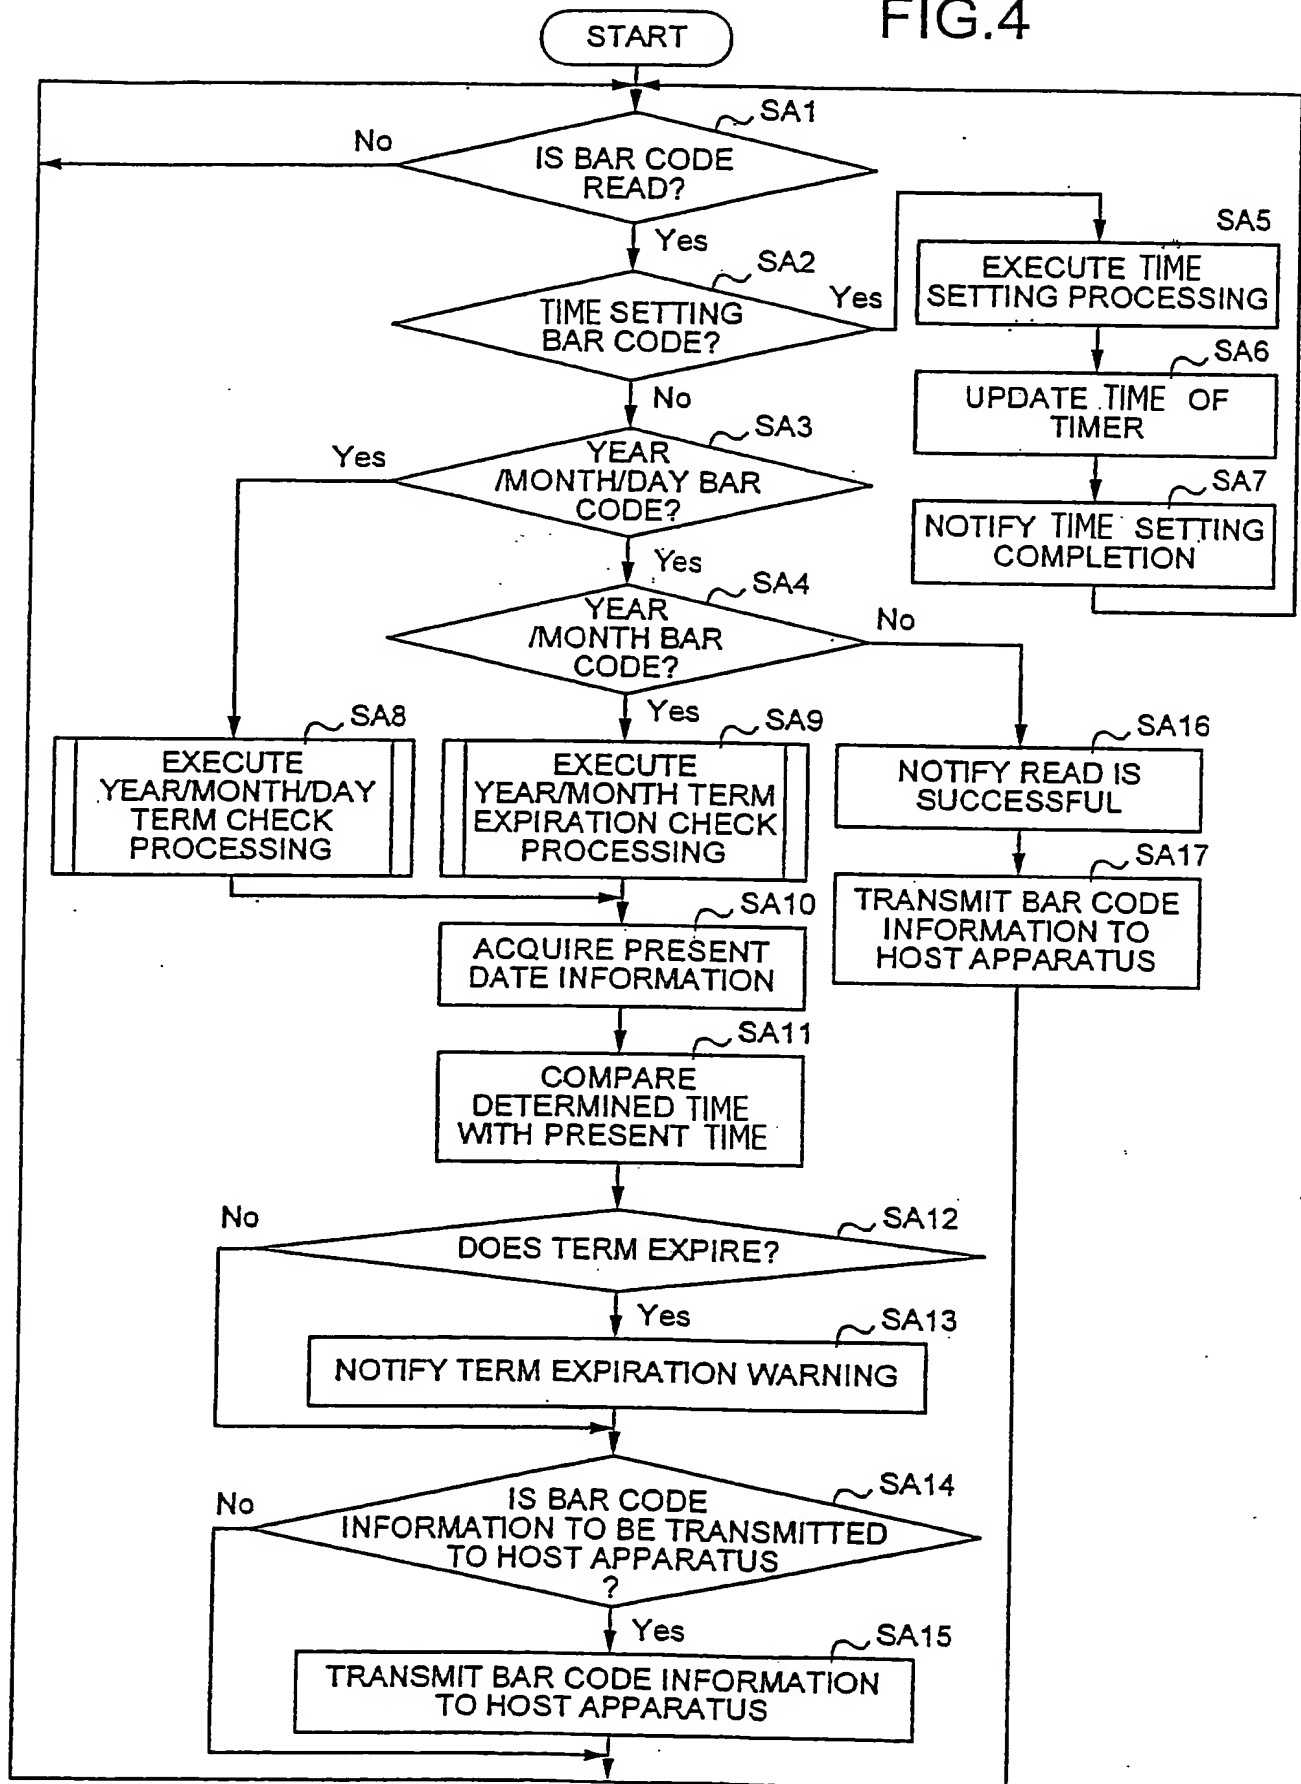 FIG.4
START
SA1
No
IS BAR CODE
READ?
Yes
SA2
TIME SETTING
BAR CODE?
Yes
SA5
EXECUTE TIME
SETTING PROCESSING
SA6
UPDATE TIME OF
TIMER
SA7
NOTIFY TIME SETTING
COMPLETION
No
SA3
Yes
YEAR
/MONTH/DAY BAR
CODE?
Yes
SA4
YEAR
/MONTH BAR
CODE?
No
Yes
SA8
EXECUTE
YEAR/MONTH/DAY
TERM CHECK
PROCESSING
SA9
EXECUTE
YEAR/MONTH TERM
EXPIRATION CHECK
PROCESSING
SA16
NOTIFY READ IS
SUCCESSFUL
SA17
TRANSMIT BAR CODE
INFORMATION TO
HOST APPARATUS
SA10
ACQUIRE PRESENT
DATE INFORMATION
SA11
COMPARE
DETERMINED TIME
WITH PRESENT TIME
No
SA12
DOES TERM EXPIRE?
Yes
SA13
NOTIFY TERM EXPIRATION WARNING
SA14
No
IS BAR CODE
INFORMATION TO BE TRANSMITTED
TO HOST APPARATUS
?
Yes
SA15
TRANSMIT BAR CODE INFORMATION
TO HOST APPARATUS